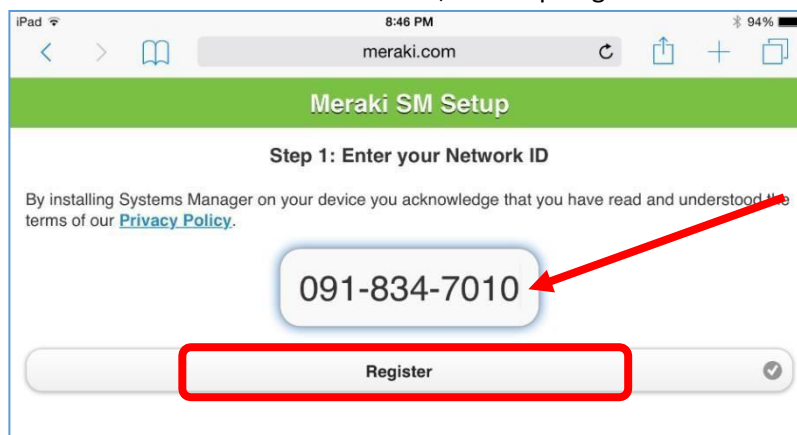 iPad 8:46 PM 94%
meraki.com
Meraki SM Setup
Step 1: Enter your Network ID
By installing Systems Manager on your device you acknowledge that you have read and understood the
terms of our Privacy Policy.
091-834-7010
Register